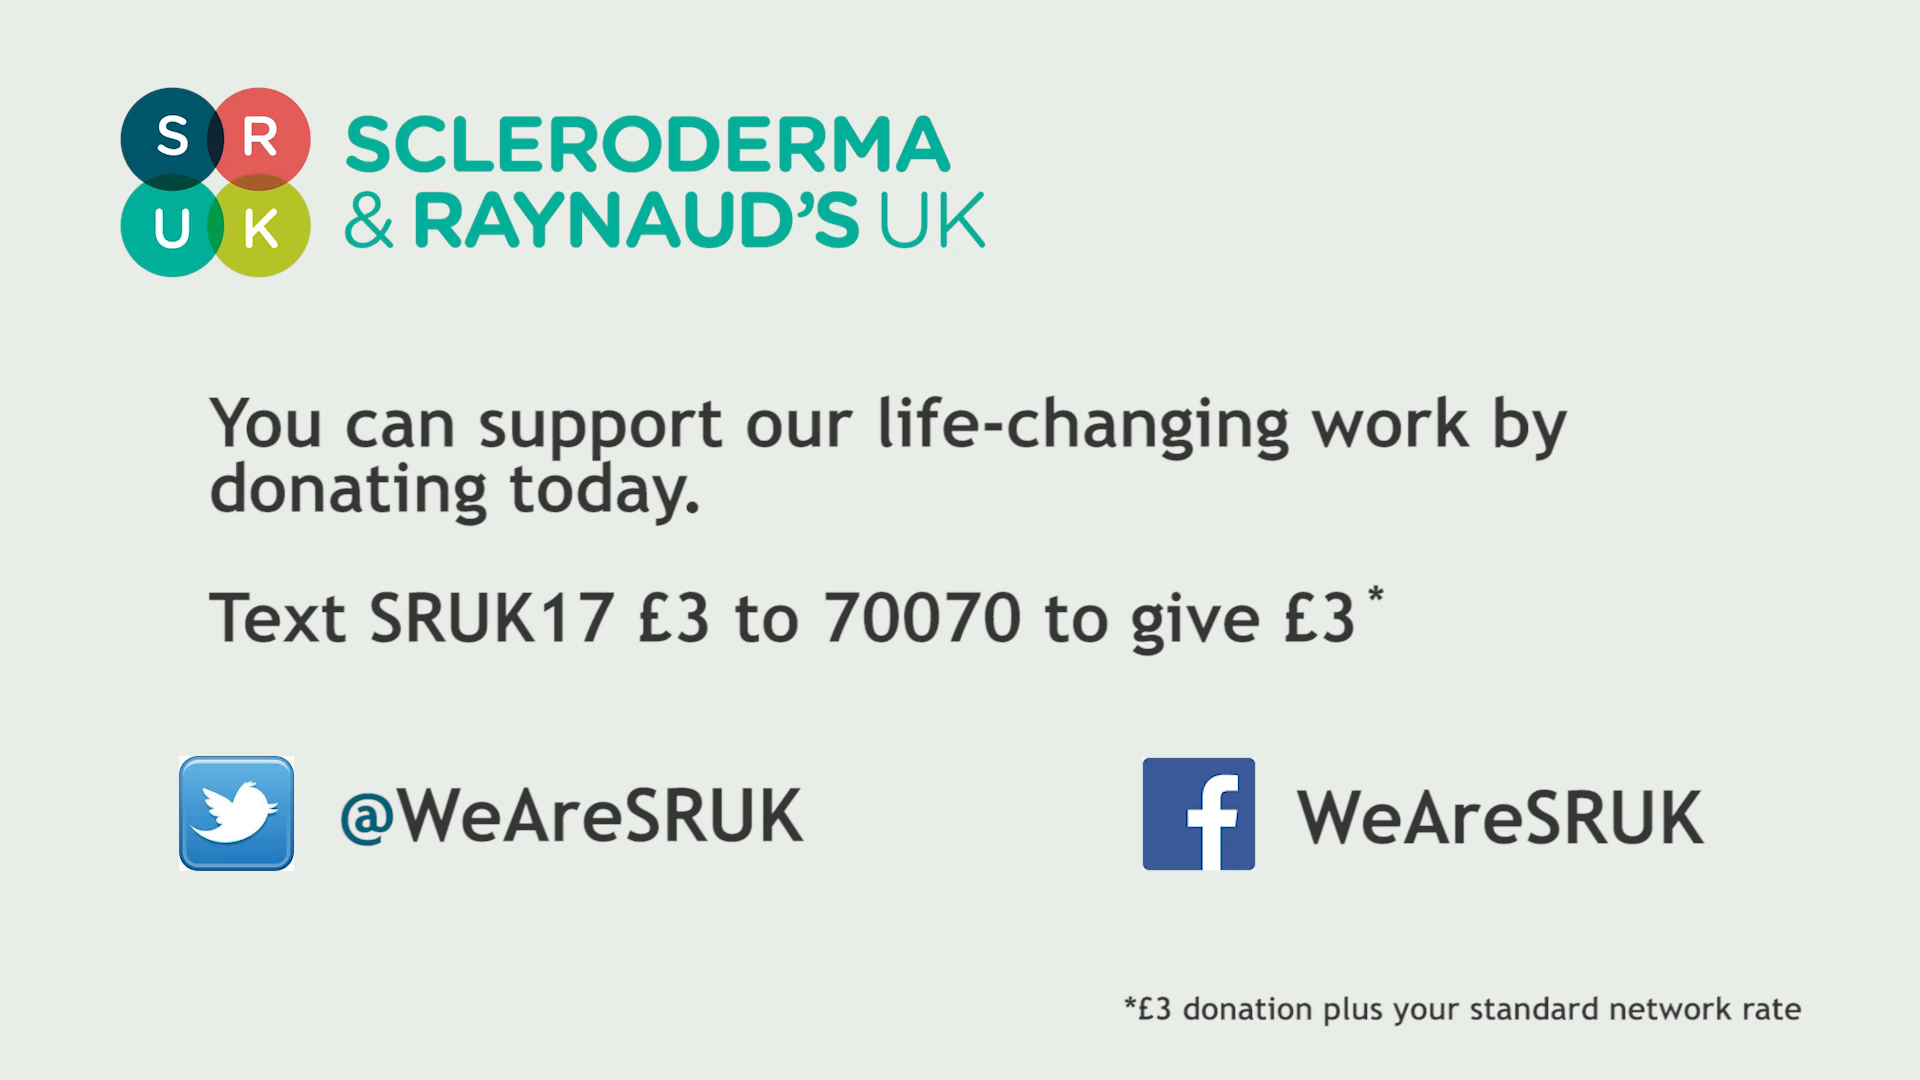 S R
U K
SCLERODERMA
& RAYNAUD'S UK
You can support our life-changing work by
donating today.
Text SRUK17 £3 to 70070 to give £3*
@WeAreSRUK
WeAreSRUK
*£3 donation plus your standard network rate